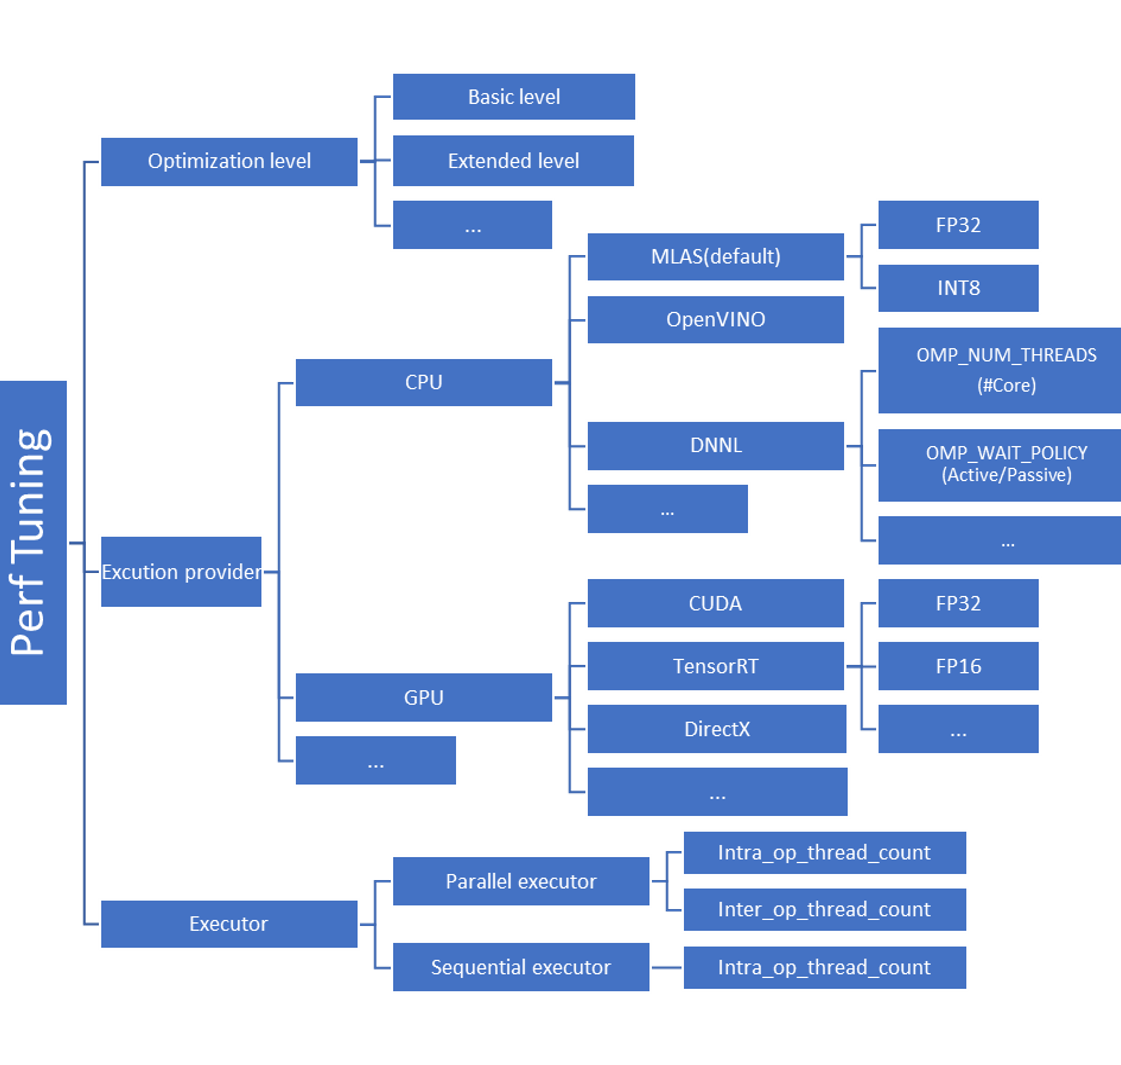 Perf Tuning
Optimization level
Basic level
Extended level
...
Excution provider
CPU
MLAS(default)
FP32
INT8
OpenVINO
DNNL
OMP_NUM_THREADS
(#Core)
OMP_WAIT_POLICY
(Active/Passive)
...
...
GPU
CUDA
TensorRT
FP32
FP16
...
DirectX
...
...
Executor
Parallel executor
Intra_op_thread_count
Inter_op_thread_count
Sequential executor
Intra_op_thread_count